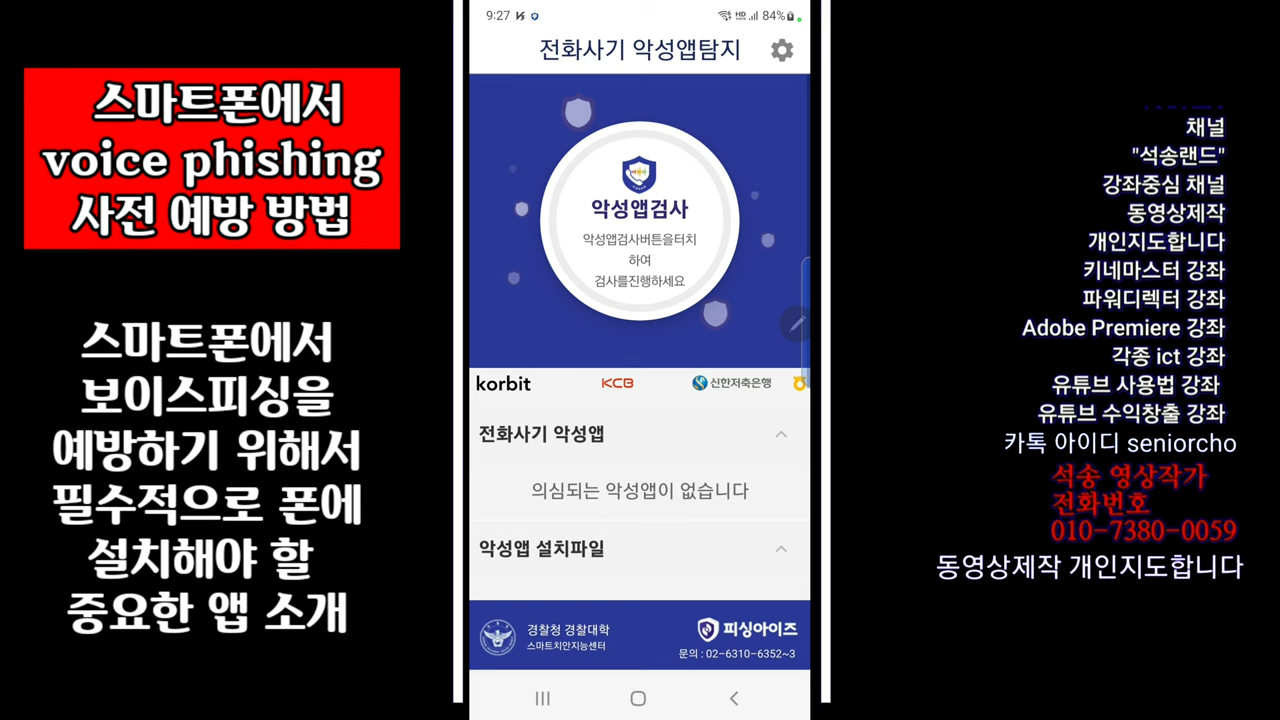 스마트폰에서
voice phishing
사전 예방 방법
스마트폰에서
보이스피싱을
예방하기 위해서
필수적으로 폰에
설치해야 할
중요한 앱 소개
9:27
84%
전화사기 악성앱탐지
악성앱검사
악성앱검사버튼을터치
하여
검사를진행하세요
korbit
KCB
신한저축은행
전화사기 악성앱
의심되는 악성앱이 없습니다
악성앱 설치파일
경찰청 경찰대학
스마트치안지능센터
피싱아이즈
문의 : 02-6310-6352~3
채널
"석송랜드"
강좌중심 채널
동영상제작
개인지도합니다
키네마스터 강좌
파워디렉터 강좌
Adobe Premiere 강좌
각종 ict 강좌
유튜브 사용법 강좌
유튜브 수익창출 강좌
카톡 아이디 seniorcho
석송 영상작가
전화번호
010-7380-0059
동영상제작 개인지도합니다